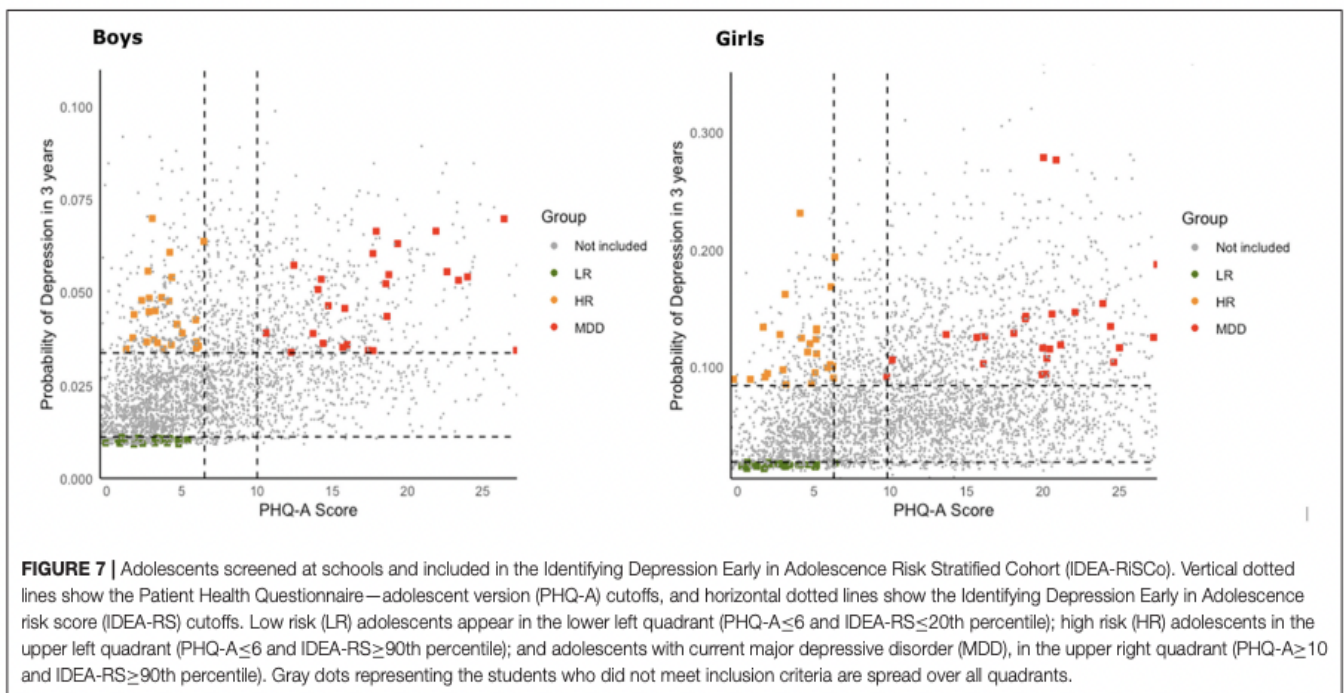 Boys
Girls
Probability of Depression in 3 years
0.100
0.075
0.050
0.025
0.000
0
5
10
15
20
25
PHQ-A Score
Group
Not included
LR
HR
MDD
Probability of Depression in 3 years
0.300
0.200
0.100
0
5
10
15
20
25
PHQ-A Score
Group
Not included
LR
HR
MDD
FIGURE 7 | Adolescents screened at schools and included in the Identifying Depression Early in Adolescence Risk Stratified Cohort (IDEA-RiSCo). Vertical dotted
lines show the Patient Health Questionnaire—adolescent version (PHQ-A) cutoffs, and horizontal dotted lines show the Identifying Depression Early in Adolescence
risk score (IDEA-RS) cutoffs. Low risk (LR) adolescents appear in the lower left quadrant (PHQ-A≤6 and IDEA-RS≤20th percentile); high risk (HR) adolescents in the
upper left quadrant (PHQ-A≤6 and IDEA-RS≥90th percentile); and adolescents with current major depressive disorder (MDD), in the upper right quadrant (PHQ-A≥10
and IDEA-RS≥90th percentile). Gray dots representing the students who did not meet inclusion criteria are spread over all quadrants.